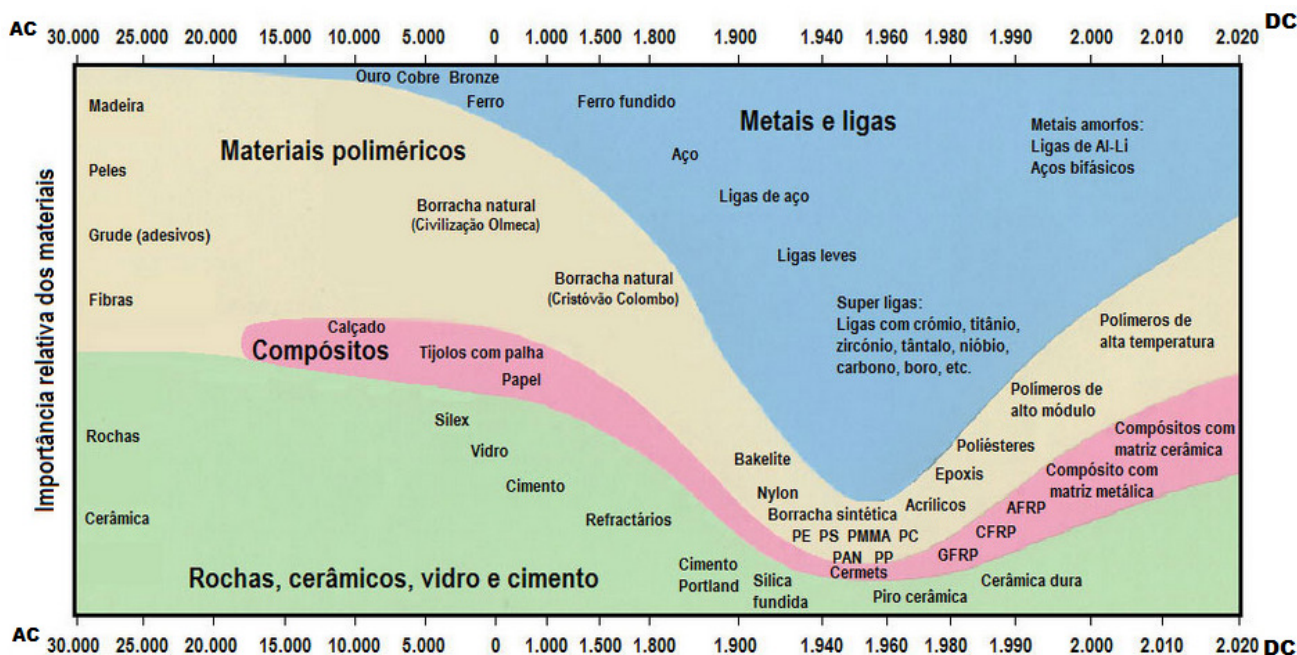 AC
DC
30.000 25.000 20.000 15.000 10.000 5.000 0 1.000 1.500 1.800 1.900 1.940 1.960 1.980 1.990 2.000 2.010 2.020
Importância relativa dos materiais
Ouro Cobre Bronze
Ferro
Ferro fundido
Metais e ligas
Metais amorfos:
Ligas de Al-Li
Aços bifásicos
Aço
Ligas de aço
Ligas leves
Super ligas:
Ligas com crómio, titânio,
zircónio, tântalo, nióbio,
carbono, boro, etc.
Madeira
Materiais poliméricos
Peles
Borracha natural
(Civilização Olmeca)
Grude (adesivos)
Borracha natural
(Cristóvão Colombo)
Fibras
Polímeros de
alta temperatura
Polímeros de
alto módulo
Poliésteres
Epoxis
Acrílicos
Bakelite
Nylon
Borracha sintética
PE PS PMMA PC
PAN PP
Calçado
Compósitos
Tijolos com palha
Papel
Compósitos com
matriz cerâmica
Compósito com
matriz metálica
AFRP
CFRP
GFRP
Cermets
Rochas
Sílex
Vidro
Cimento
Cerâmica
Refractários
Rochas, cerâmicos, vidro e cimento
Cimento
Portland
Sílica
fundida
Piro cerâmica
Cerâmica dura
AC
30.000 25.000 20.000 15.000 10.000 5.000 0 1.000 1.500 1.800 1.900 1.940 1.960 1.980 1.990 2.000 2.010 2.020
DC